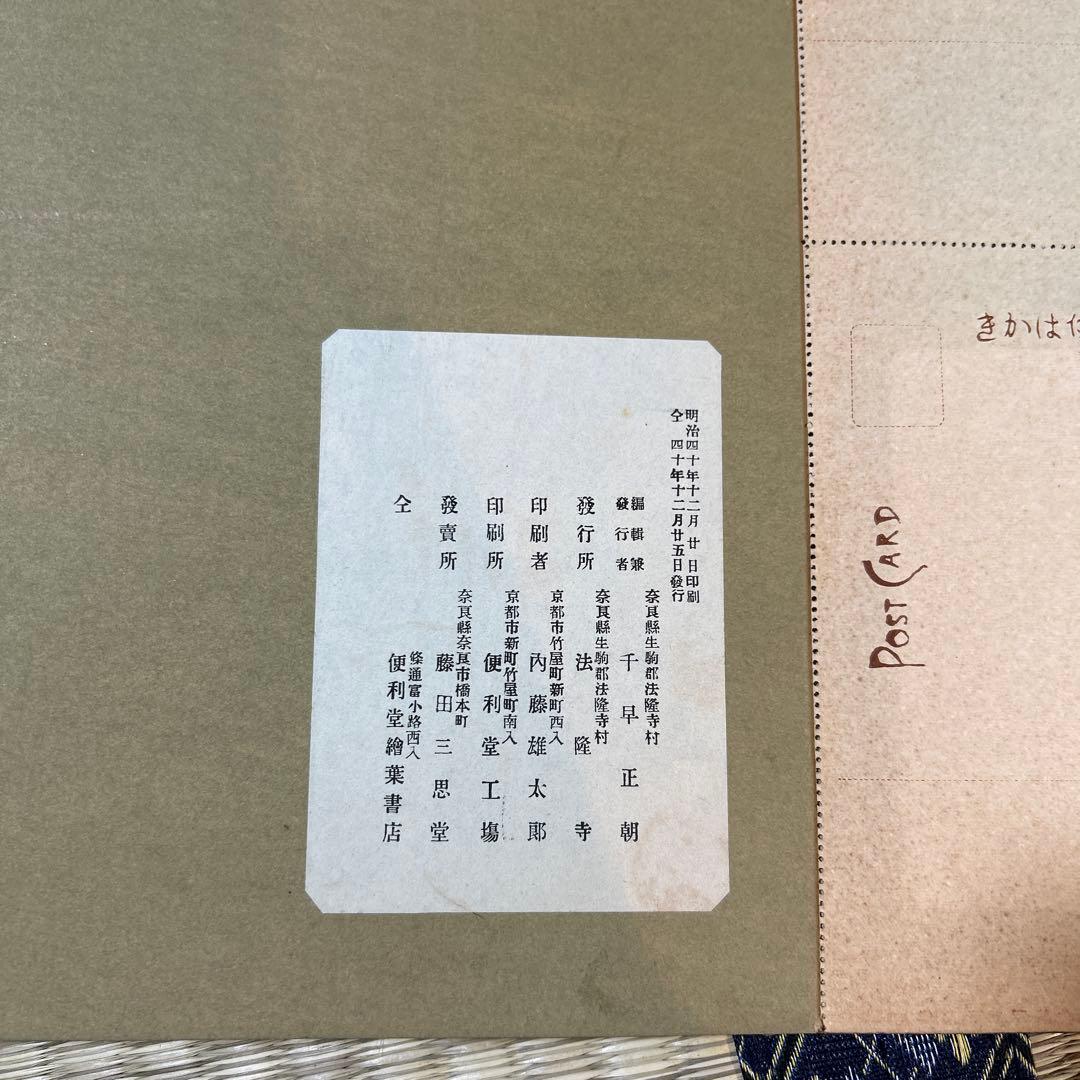 明治四十年十二月廿日印刷
仝 四十年十二月廿五日發行
編輯兼
發行者
奈良縣生駒郡法隆寺村
千早正朝
發行所
奈良縣生駒郡法隆寺村
法隆寺
印刷者
京都市竹屋町新町西入
內藤雄太郎
印刷所
京都市新町竹屋町南入
便利堂工塲
發賣所
奈良縣奈良市橋本町
藤田三思堂
仝
條通富小路西入
便利堂繪葉書店
きかはた
POST CARD